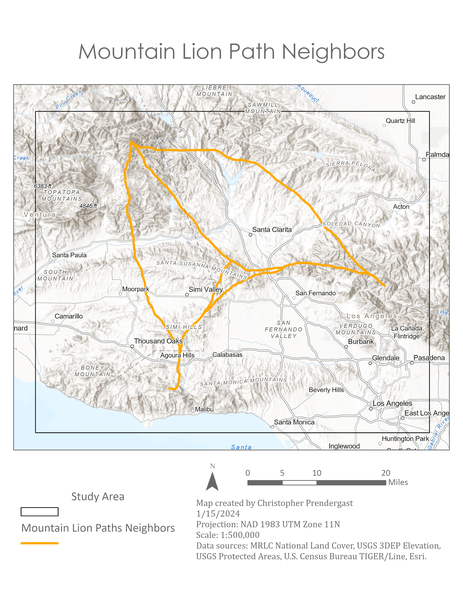 Mountain Lion Path Neighbors
LIEBRE
MOUNTAIN
Lancaster
SAWMILL
MOUNTAIN
Quartz Hill
Creek
SIERRA PELONA
Palmda
6383 ft
TOPATOPA
MOUNTAINS
4845 ft
Acton
Ventura
SOLEDAD CANYON
Santa Clarita
Santa Paula
SANTA SUSANNA MOUNTAINS
SOUTH
MOUNTAIN
Moorpark
Simi Valley
San Fernando
Los Angeles
Camarillo
nard
SIMI HILLS
SAN
FERNANDO
VALLEY
VERDUGO
MOUNTAINS
La Canada
Flintridge
Thousand Oaks
Burbank
Agoura Hills
Calabasas
Glendale
Pasadena
BONE
MOUNTAIN
SANTA MONICA MOUNTAINS
Beverly Hills
Malibu
Los Angeles
East Los Ange
Santa Monica
Huntington Park
Santa
Inglewood
N
0 5 10 20
Miles
Study Area
Mountain Lion Paths Neighbors
Map created by Christopher Prendergast
1/15/2024
Projection: NAD 1983 UTM Zone 11N
Scale: 1:500,000
Data sources: MRLC National Land Cover, USGS 3DEP Elevation,
USGS Protected Areas, U.S. Census Bureau TIGER/Line, Esri.